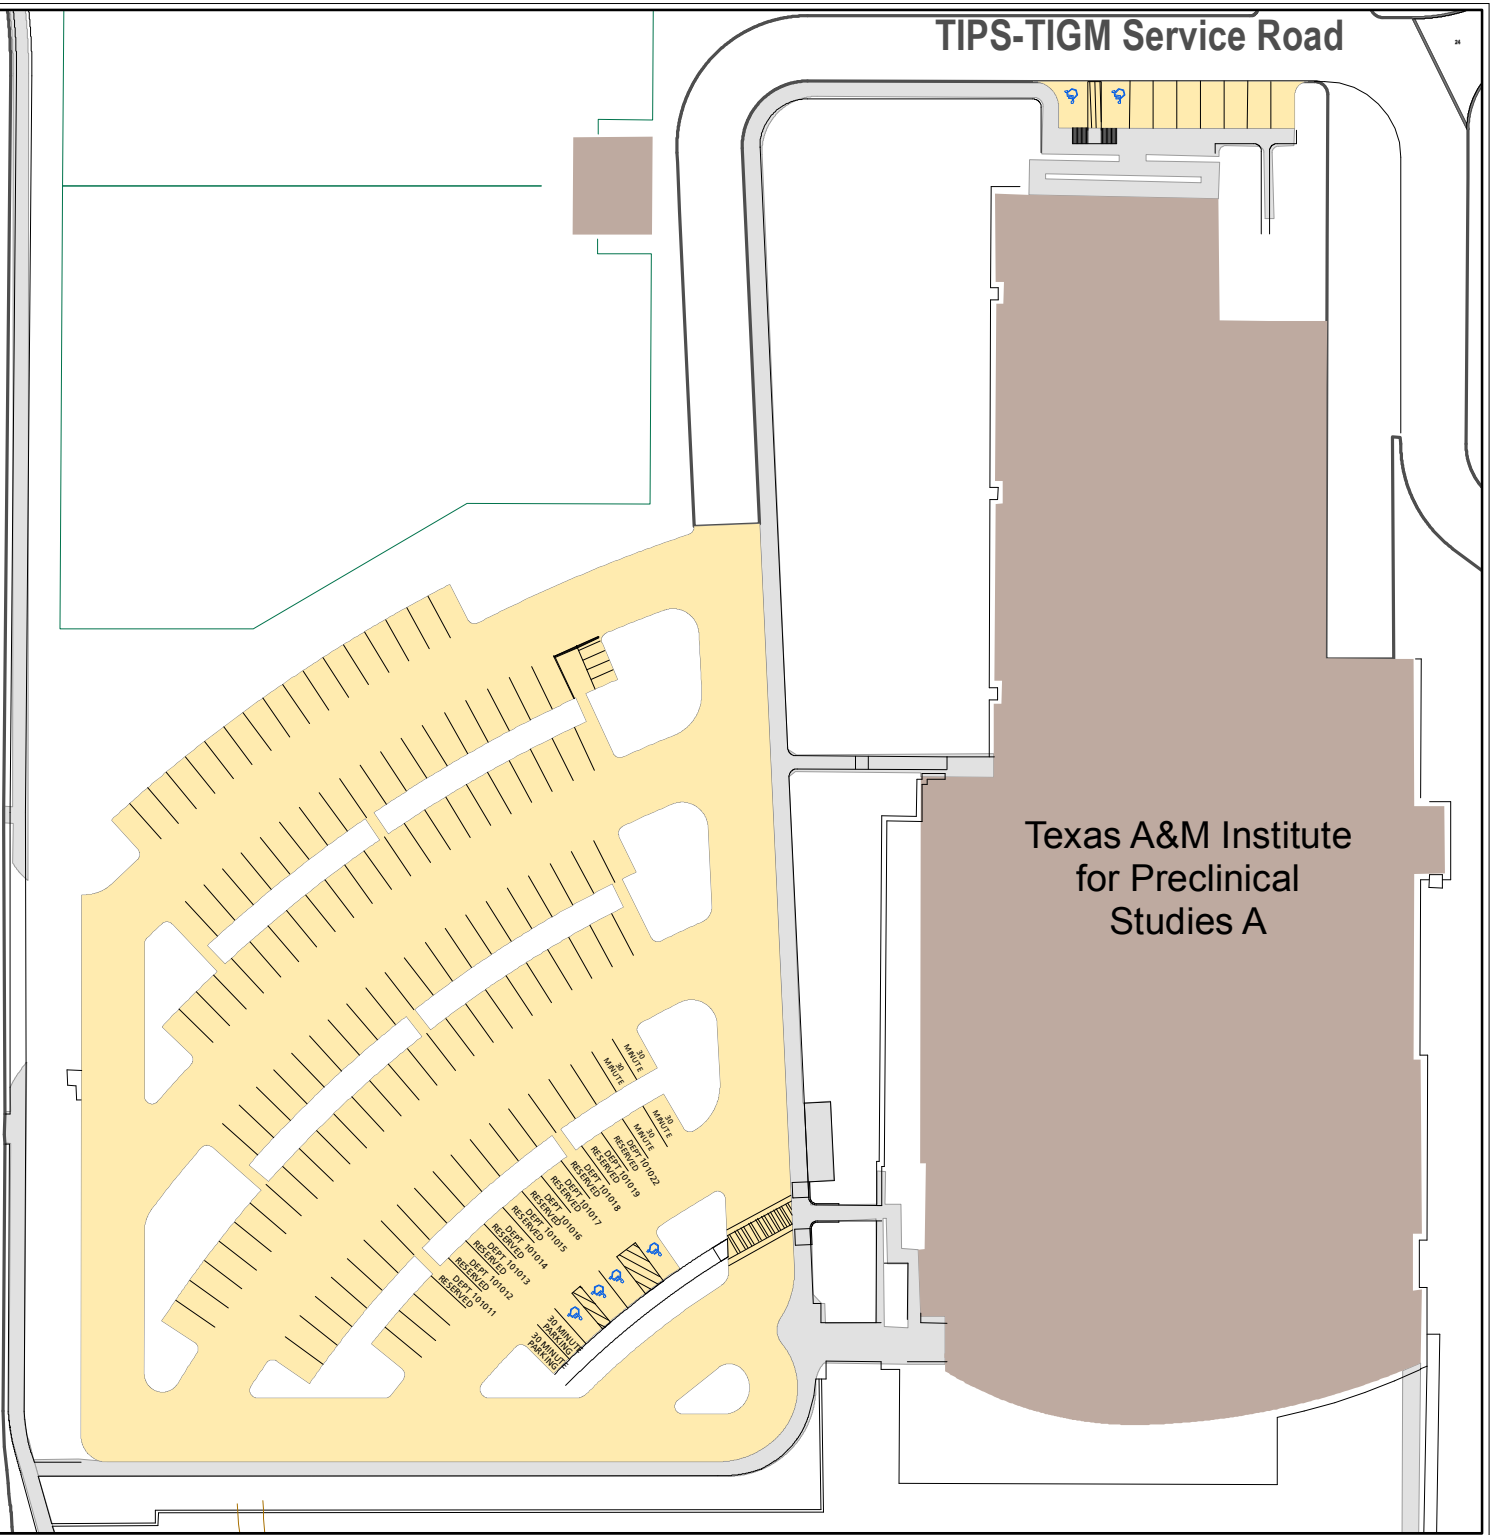 TIPS-TIGM Service Road
24
Texas A&M Institute
for Preclinical
Studies A
30
MINUTE
30
MINUTE
30
MINUTE
30
MINUTE
DEPT 101022
RESERVED
DEPT 101019
RESERVED
DEPT 101018
RESERVED
DEPT 101017
RESERVED
DEPT 101016
RESERVED
DEPT 101015
RESERVED
DEPT 101014
RESERVED
DEPT 101013
RESERVED
DEPT 101012
RESERVED
DEPT 101011
RESERVED
30 MINUTE
PARKING
30 MINUTE
PARKING